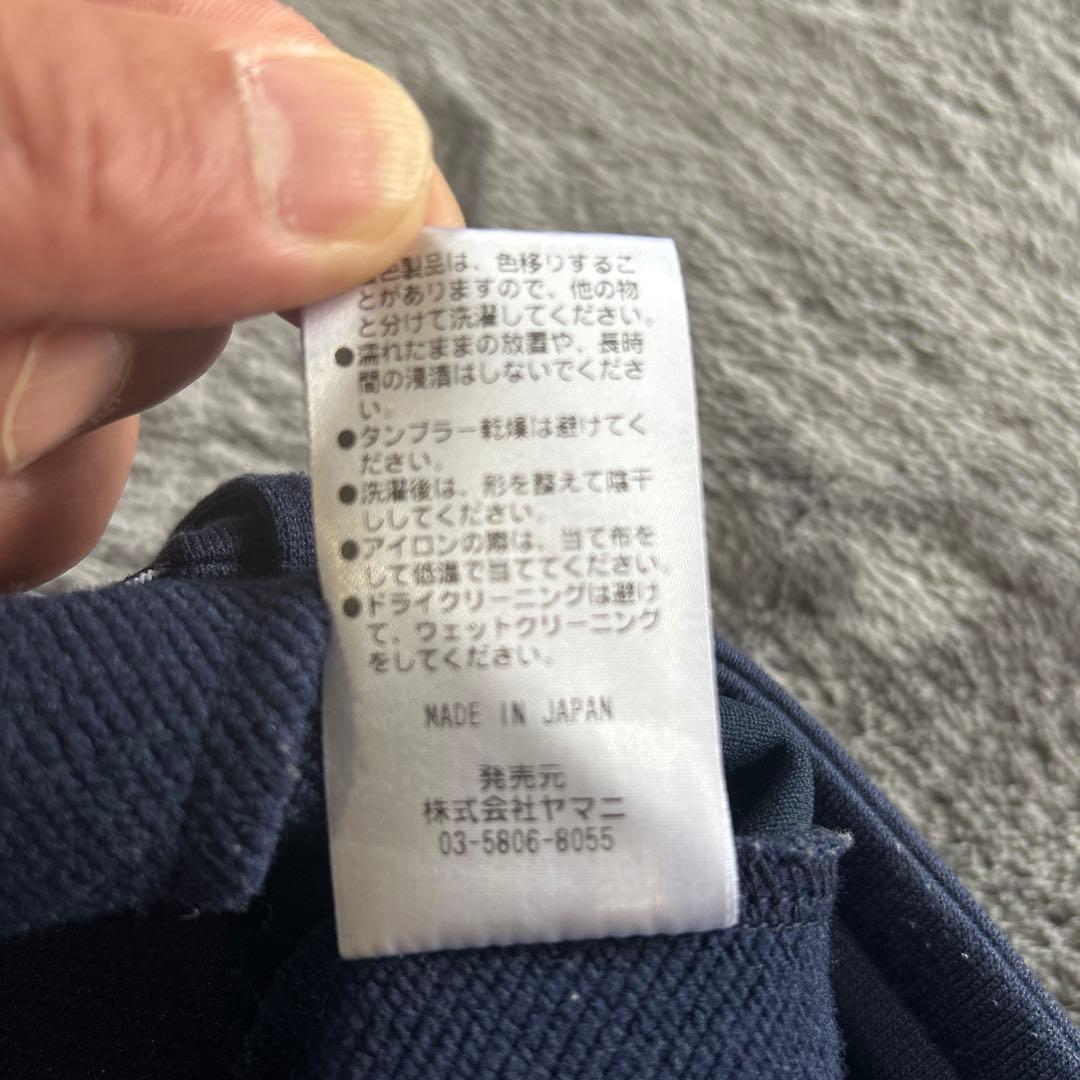 色製品は、色移りするこ
とがありますので、他の物
と分けて洗濯してください。
●濡れたままの放置や、長時
間の浸漬はしないでくださ
い。
●タンブラー乾燥は避けてく
ださい。
●洗濯後は、形を整えて陰干
ししてください。
●アイロンの際は、当て布を
して低温で当ててください。
●ドライクリーニングは避け
て、ウェットクリーニング
をしてください。
MADE IN JAPAN
発売元
株式会社ヤマニ
03-5806-8055